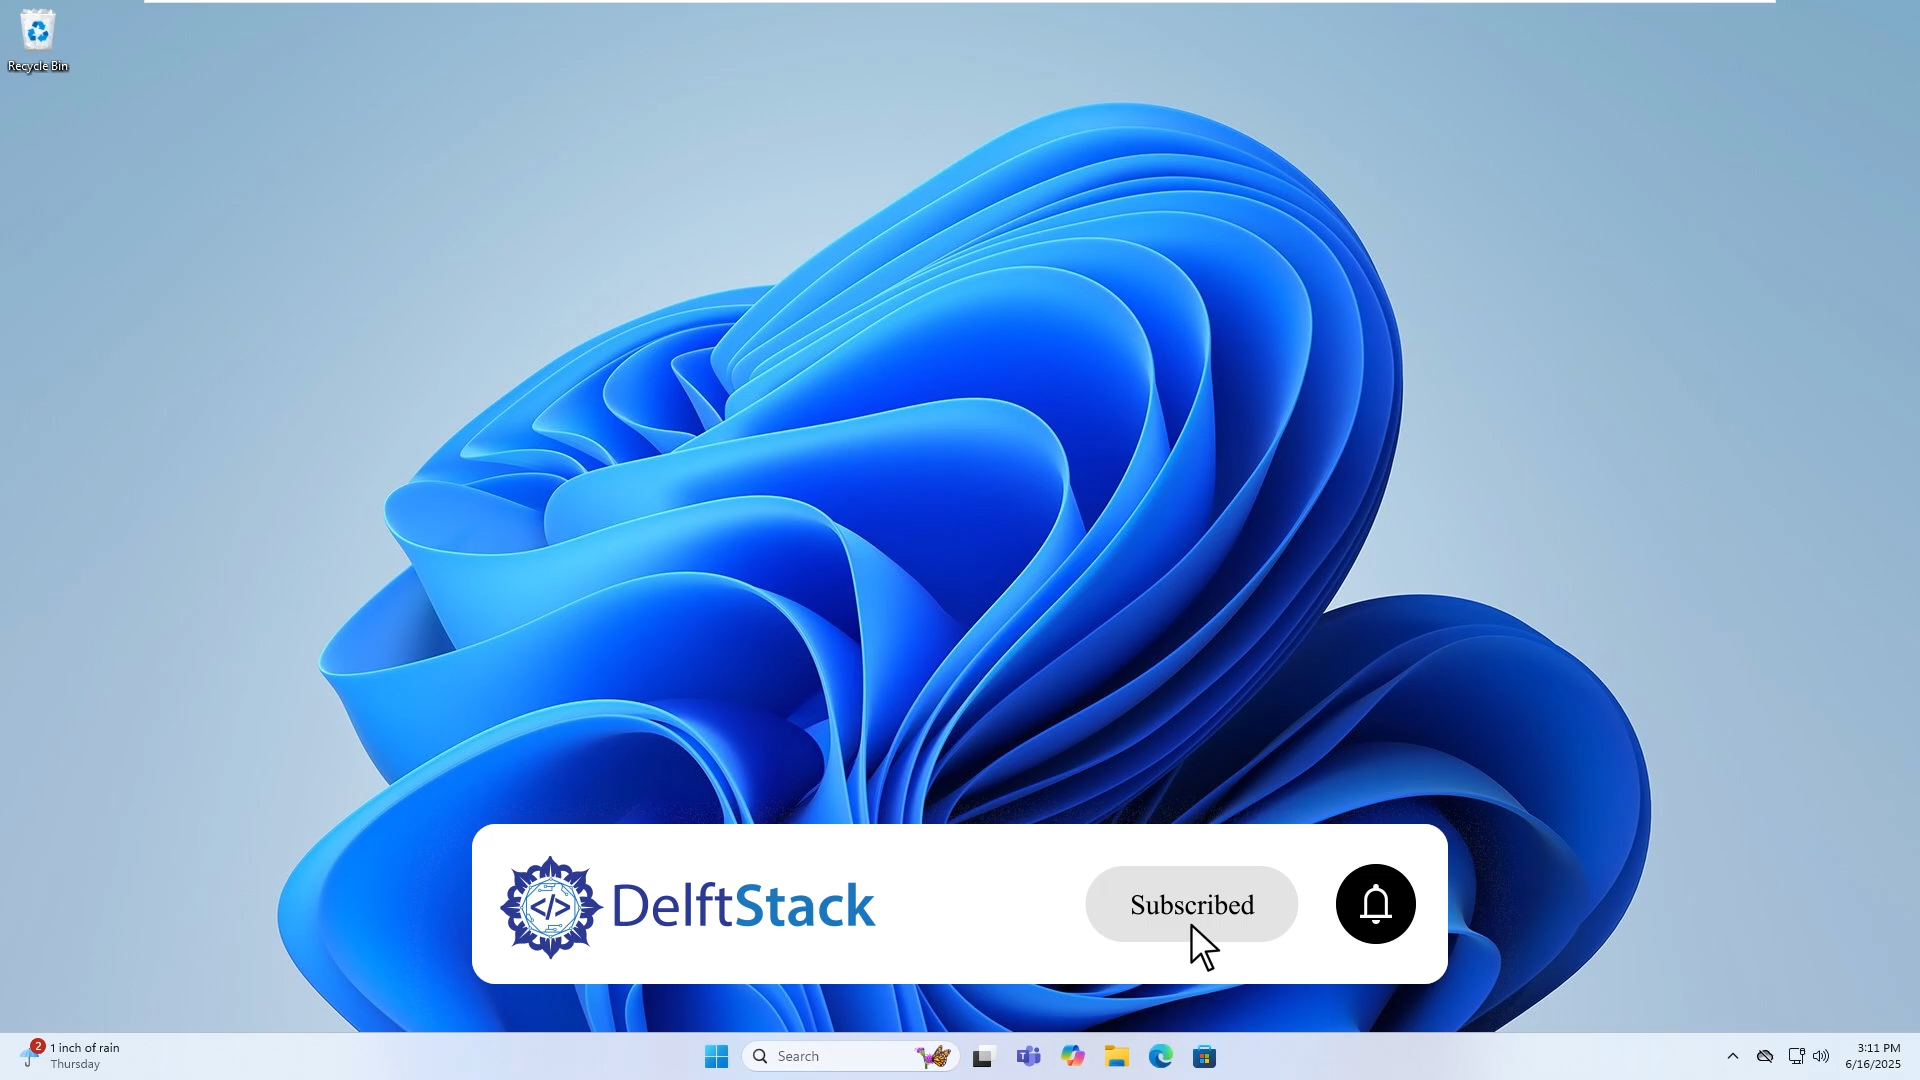 Recycle Bin
</>
DelftStack
Subscribed
2
1 inch of rain
Thursday
Search
T
3:11 PM
6/16/2025